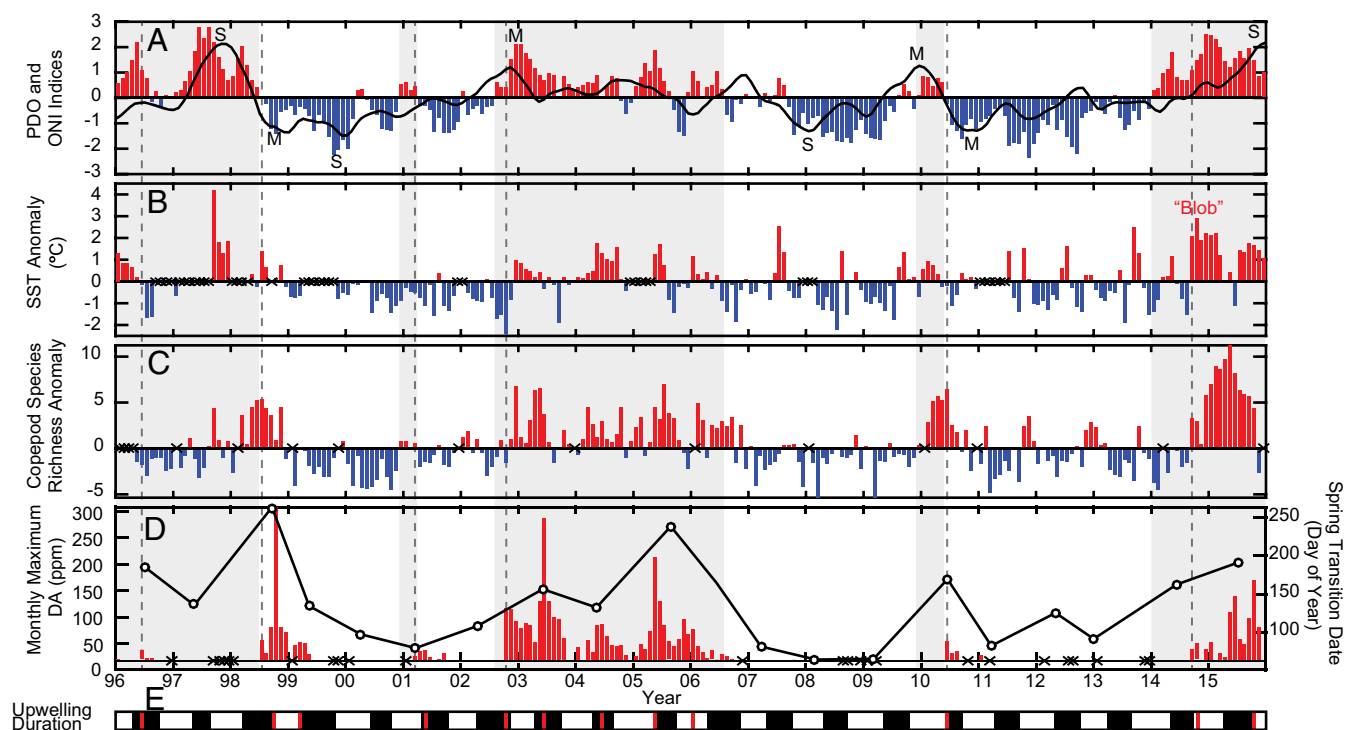 A
PDO and
ONI Indices
3
2
1
0
-1
-2
-3
S
M
S
M
S
M
M
S
B
SST Anomaly
(ºC)
4
3
2
1
0
-1
-2
"Blob"
C
Copepod Species
Richness Anomaly
10
5
0
-5
D
Monthly Maximum
DA (ppm)
300
250
200
150
100
50
0
250
200
150
100
Spring Transition Date
(Day of Year)
96 97 98 99 00 01 02 03 04 05 06 07 08 09 10 11 12 13 14 15
Year
E
Upwelling
Duration